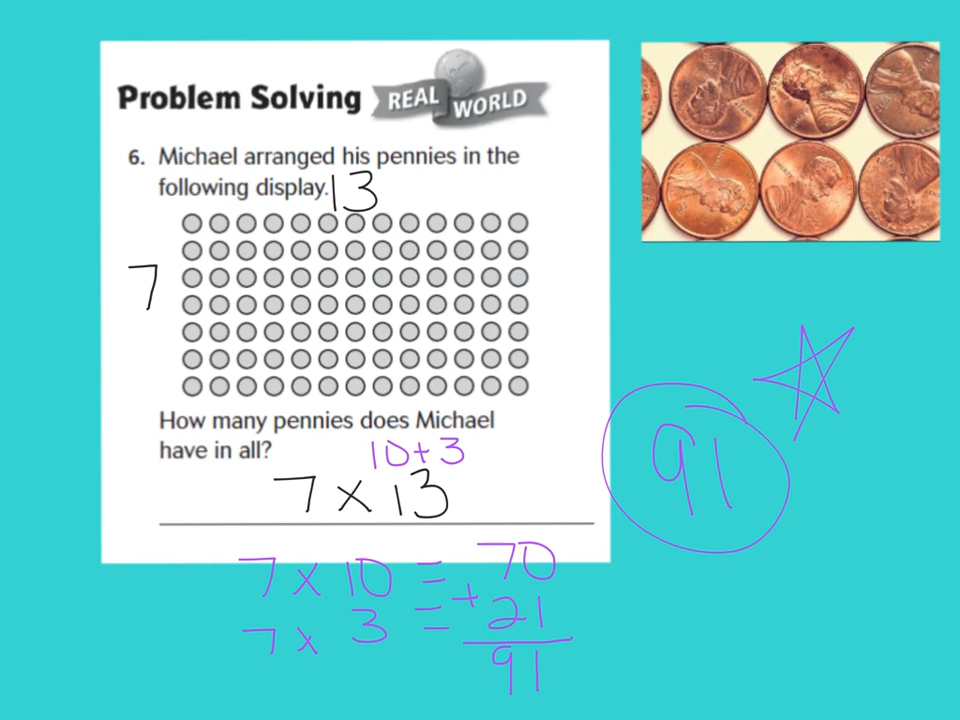 Problem Solving REAL WORLD
6. Michael arranged his pennies in the
following display.
13
7
How many pennies does Michael
have in all?
10+3
7 x 13
7 x 10 = 70
7 x 3 = +21
91
91